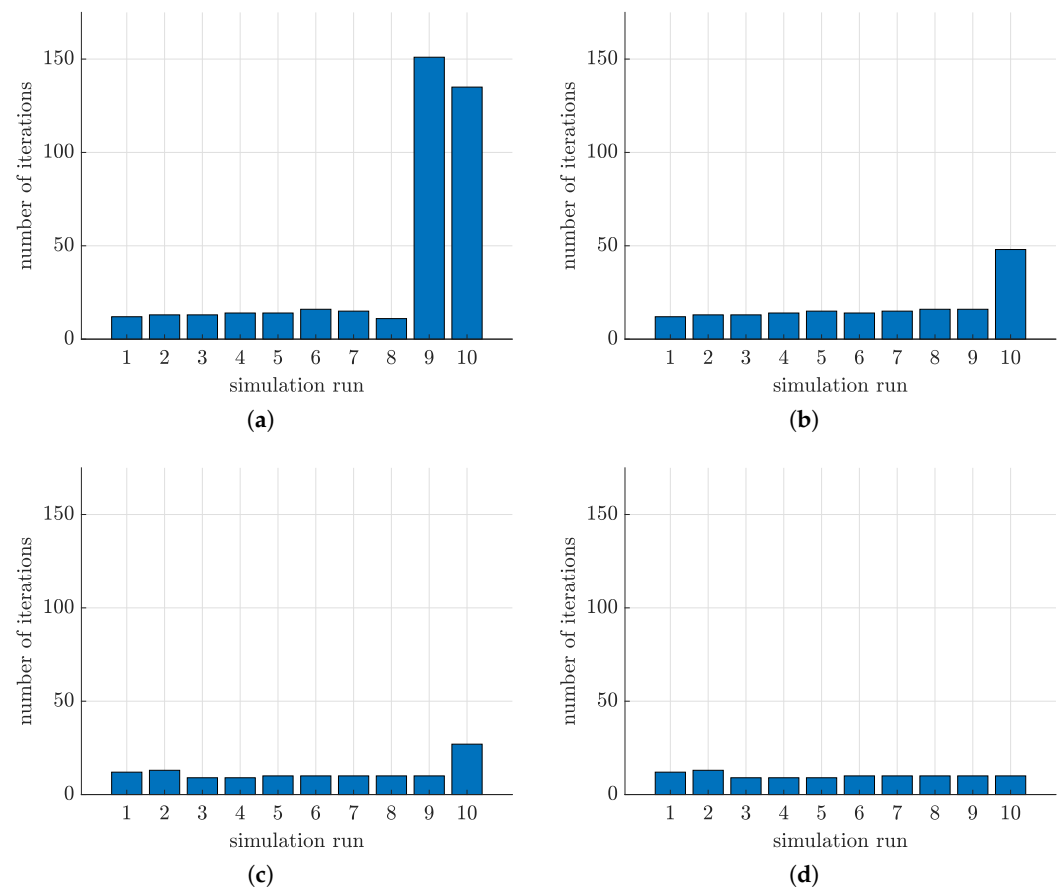 150
100
50
0
number of iterations
1 2 3 4 5 6 7 8 9 10
simulation run
(a)
150
100
50
0
number of iterations
1 2 3 4 5 6 7 8 9 10
simulation run
(b)
150
100
50
0
number of iterations
1 2 3 4 5 6 7 8 9 10
simulation run
(c)
150
100
50
0
number of iterations
1 2 3 4 5 6 7 8 9 10
simulation run
(d)